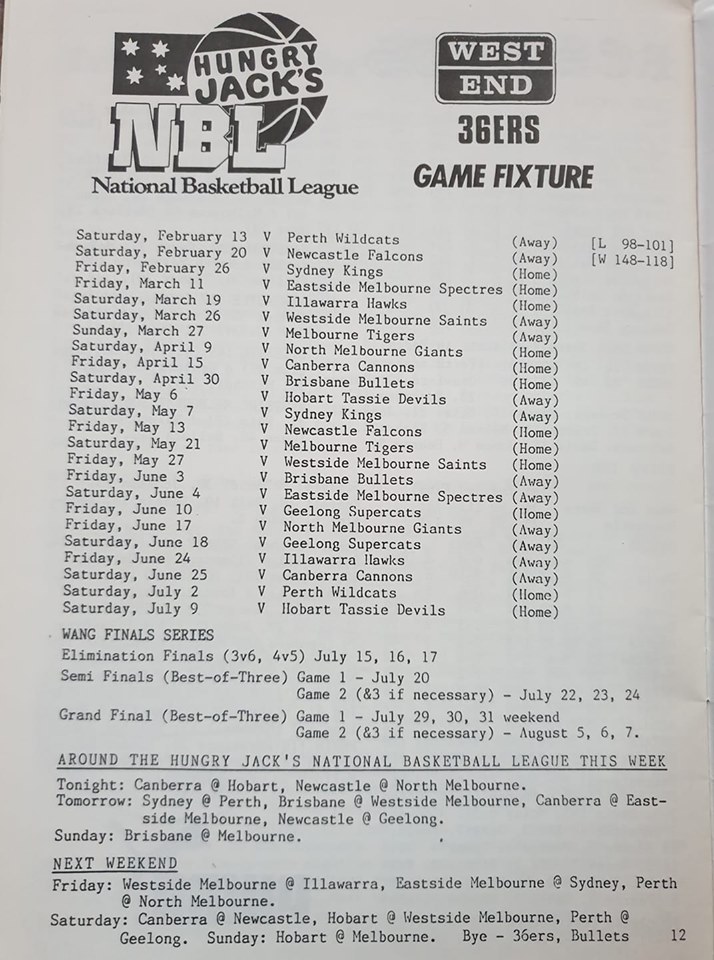 HUNGRY
JACK'S
NBL
National Basketball League
WEST
END
36ERS
GAME FIXTURE
Saturday, February 13 V Perth Wildcats (Away) [L 98-101]
Saturday, February 20 V Newcastle Falcons (Away) [W 148-118]
Friday, February 26 V Sydney Kings (Home)
Friday, March 11 V Eastside Melbourne Spectres (Home)
Saturday, March 19 V Illawarra Hawks (Home)
Saturday, March 26 V Westside Melbourne Saints (Away)
Sunday, March 27 V Melbourne Tigers (Away)
Saturday, April 9 V North Melbourne Giants (Home)
Friday, April 15 V Canberra Cannons (Home)
Saturday, April 30 V Brisbane Bullets (Home)
Friday, May 6 V Hobart Tassie Devils (Away)
Saturday, May 7 V Sydney Kings (Away)
Friday, May 13 V Newcastle Falcons (Home)
Saturday, May 21 V Melbourne Tigers (Home)
Friday, May 27 V Westside Melbourne Saints (Home)
Friday, June 3 V Brisbane Bullets (Away)
Saturday, June 4 V Eastside Melbourne Spectres (Away)
Friday, June 10 V Geelong Supercats (Home)
Friday, June 17 V North Melbourne Giants (Away)
Saturday, June 18 V Geelong Supercats (Away)
Friday, June 24 V Illawarra Hawks (Away)
Saturday, June 25 V Canberra Cannons (Away)
Saturday, July 2 V Perth Wildcats (Home)
Saturday, July 9 V Hobart Tassie Devils (Home)
WANG FINALS SERIES
Elimination Finals (3v6, 4v5) July 15, 16, 17
Semi Finals (Best-of-Three) Game 1 - July 20
Game 2 (&3 if necessary) - July 22, 23, 24
Grand Final (Best-of-Three) Game 1 - July 29, 30, 31 weekend
Game 2 (&3 if necessary) - August 5, 6, 7.
AROUND THE HUNGRY JACK'S NATIONAL BASKETBALL LEAGUE THIS WEEK
Tonight: Canberra @ Hobart, Newcastle @ North Melbourne.
Tomorrow: Sydney @ Perth, Brisbane @ Westside Melbourne, Canberra @ East-
side Melbourne, Newcastle @ Geelong.
Sunday: Brisbane @ Melbourne.
NEXT WEEKEND
Friday: Westside Melbourne @ Illawarra, Eastside Melbourne @ Sydney, Perth
@ North Melbourne.
Saturday: Canberra @ Newcastle, Hobart @ Westside Melbourne, Perth @
Geelong. Sunday: Hobart @ Melbourne. Bye - 36ers, Bullets 12